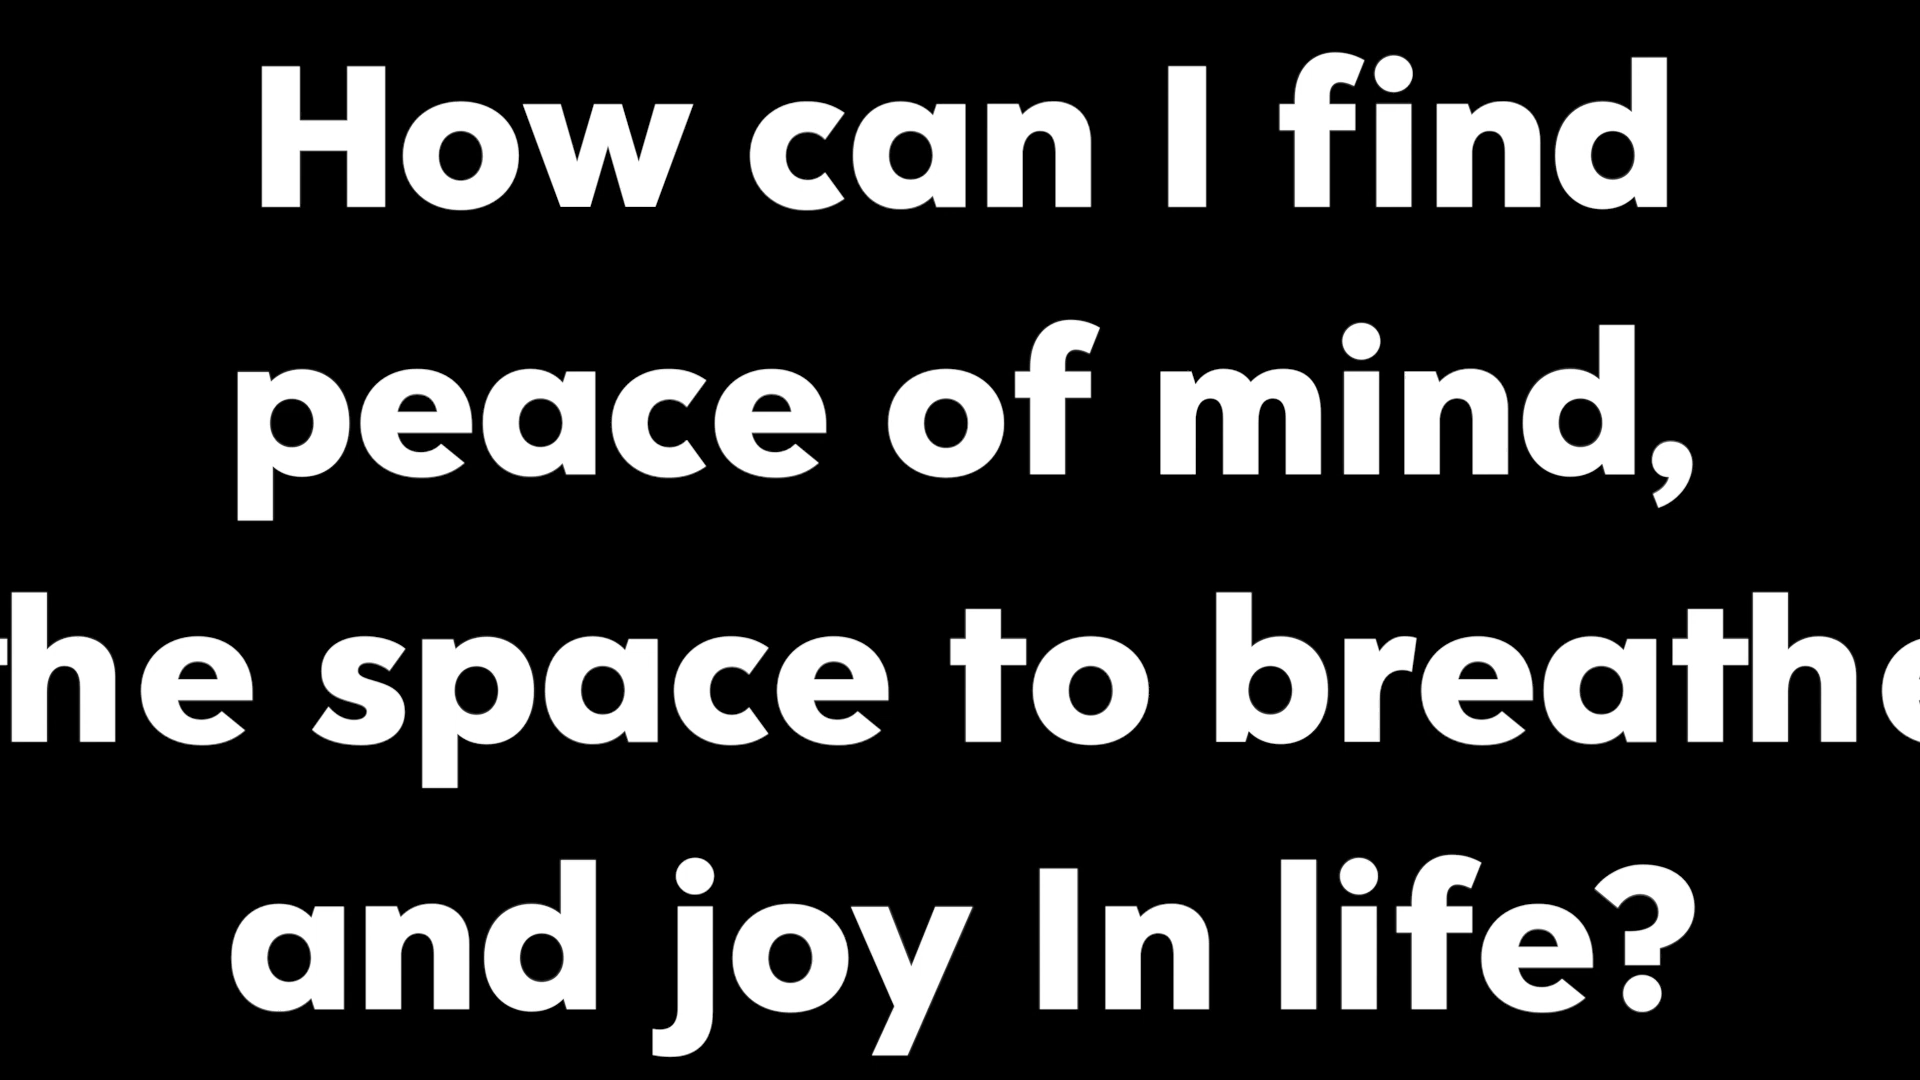 How can I find
peace of mind,
the space to breathe
and joy In life?